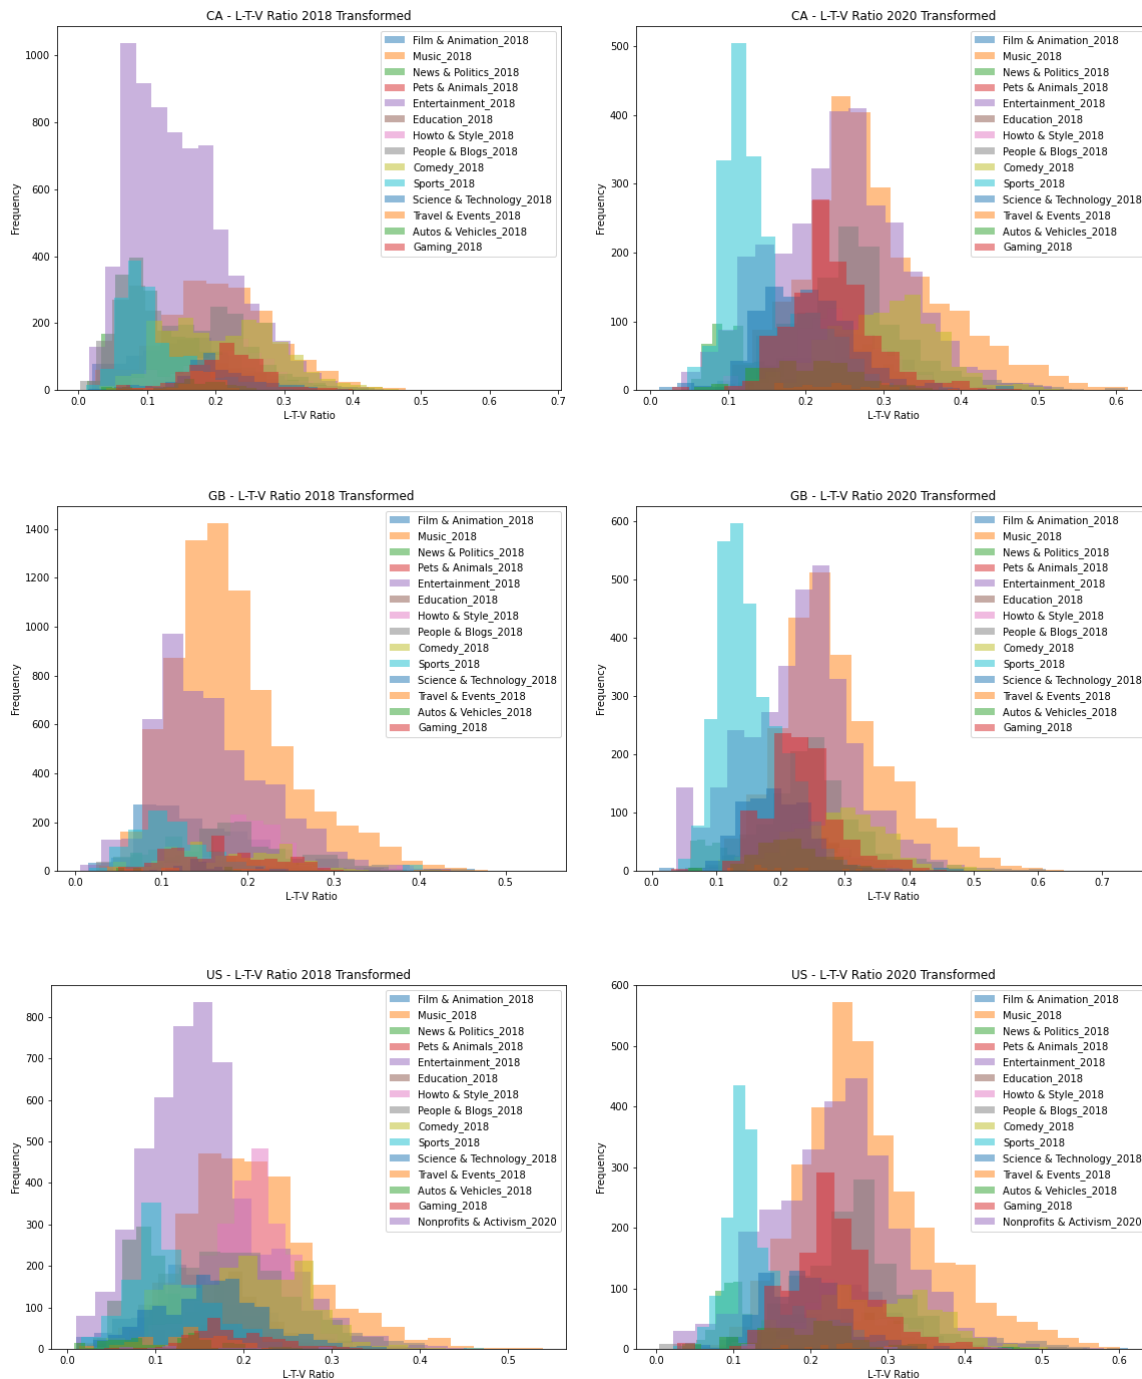 CA - L-T-V Ratio 2018 Transformed
1000
800
600
400
200
0
Frequency
0.0 0.1 0.2 0.3 0.4 0.5 0.6 0.7
L-T-V Ratio
Film & Animation_2018
Music_2018
News & Politics_2018
Pets & Animals_2018
Entertainment_2018
Education_2018
Howto & Style_2018
People & Blogs_2018
Comedy_2018
Sports_2018
Science & Technology_2018
Travel & Events_2018
Autos & Vehicles_2018
Gaming_2018
CA - L-T-V Ratio 2020 Transformed
500
400
300
200
100
0
Frequency
0.0 0.1 0.2 0.3 0.4 0.5 0.6
L-T-V Ratio
Film & Animation_2018
Music_2018
News & Politics_2018
Pets & Animals_2018
Entertainment_2018
Education_2018
Howto & Style_2018
People & Blogs_2018
Comedy_2018
Sports_2018
Science & Technology_2018
Travel & Events_2018
Autos & Vehicles_2018
Gaming_2018
GB - L-T-V Ratio 2018 Transformed
1400
1200
1000
800
600
400
200
0
Frequency
0.0 0.1 0.2 0.3 0.4 0.5
L-T-V Ratio
Film & Animation_2018
Music_2018
News & Politics_2018
Pets & Animals_2018
Entertainment_2018
Education_2018
Howto & Style_2018
People & Blogs_2018
Comedy_2018
Sports_2018
Science & Technology_2018
Travel & Events_2018
Autos & Vehicles_2018
Gaming_2018
GB - L-T-V Ratio 2020 Transformed
600
500
400
300
200
100
0
Frequency
0.0 0.1 0.2 0.3 0.4 0.5 0.6 0.7
L-T-V Ratio
Film & Animation_2018
Music_2018
News & Politics_2018
Pets & Animals_2018
Entertainment_2018
Education_2018
Howto & Style_2018
People & Blogs_2018
Comedy_2018
Sports_2018
Science & Technology_2018
Travel & Events_2018
Autos & Vehicles_2018
Gaming_2018
US - L-T-V Ratio 2018 Transformed
800
700
600
500
400
300
200
100
0
Frequency
0.0 0.1 0.2 0.3 0.4 0.5
L-T-V Ratio
Film & Animation_2018
Music_2018
News & Politics_2018
Pets & Animals_2018
Entertainment_2018
Education_2018
Howto & Style_2018
People & Blogs_2018
Comedy_2018
Sports_2018
Science & Technology_2018
Travel & Events_2018
Autos & Vehicles_2018
Gaming_2018
Nonprofits & Activism_2020
US - L-T-V Ratio 2020 Transformed
600
500
400
300
200
100
0
Frequency
0.0 0.1 0.2 0.3 0.4 0.5 0.6
L-T-V Ratio
Film & Animation_2018
Music_2018
News & Politics_2018
Pets & Animals_2018
Entertainment_2018
Education_2018
Howto & Style_2018
People & Blogs_2018
Comedy_2018
Sports_2018
Science & Technology_2018
Travel & Events_2018
Autos & Vehicles_2018
Gaming_2018
Nonprofits & Activism_2020